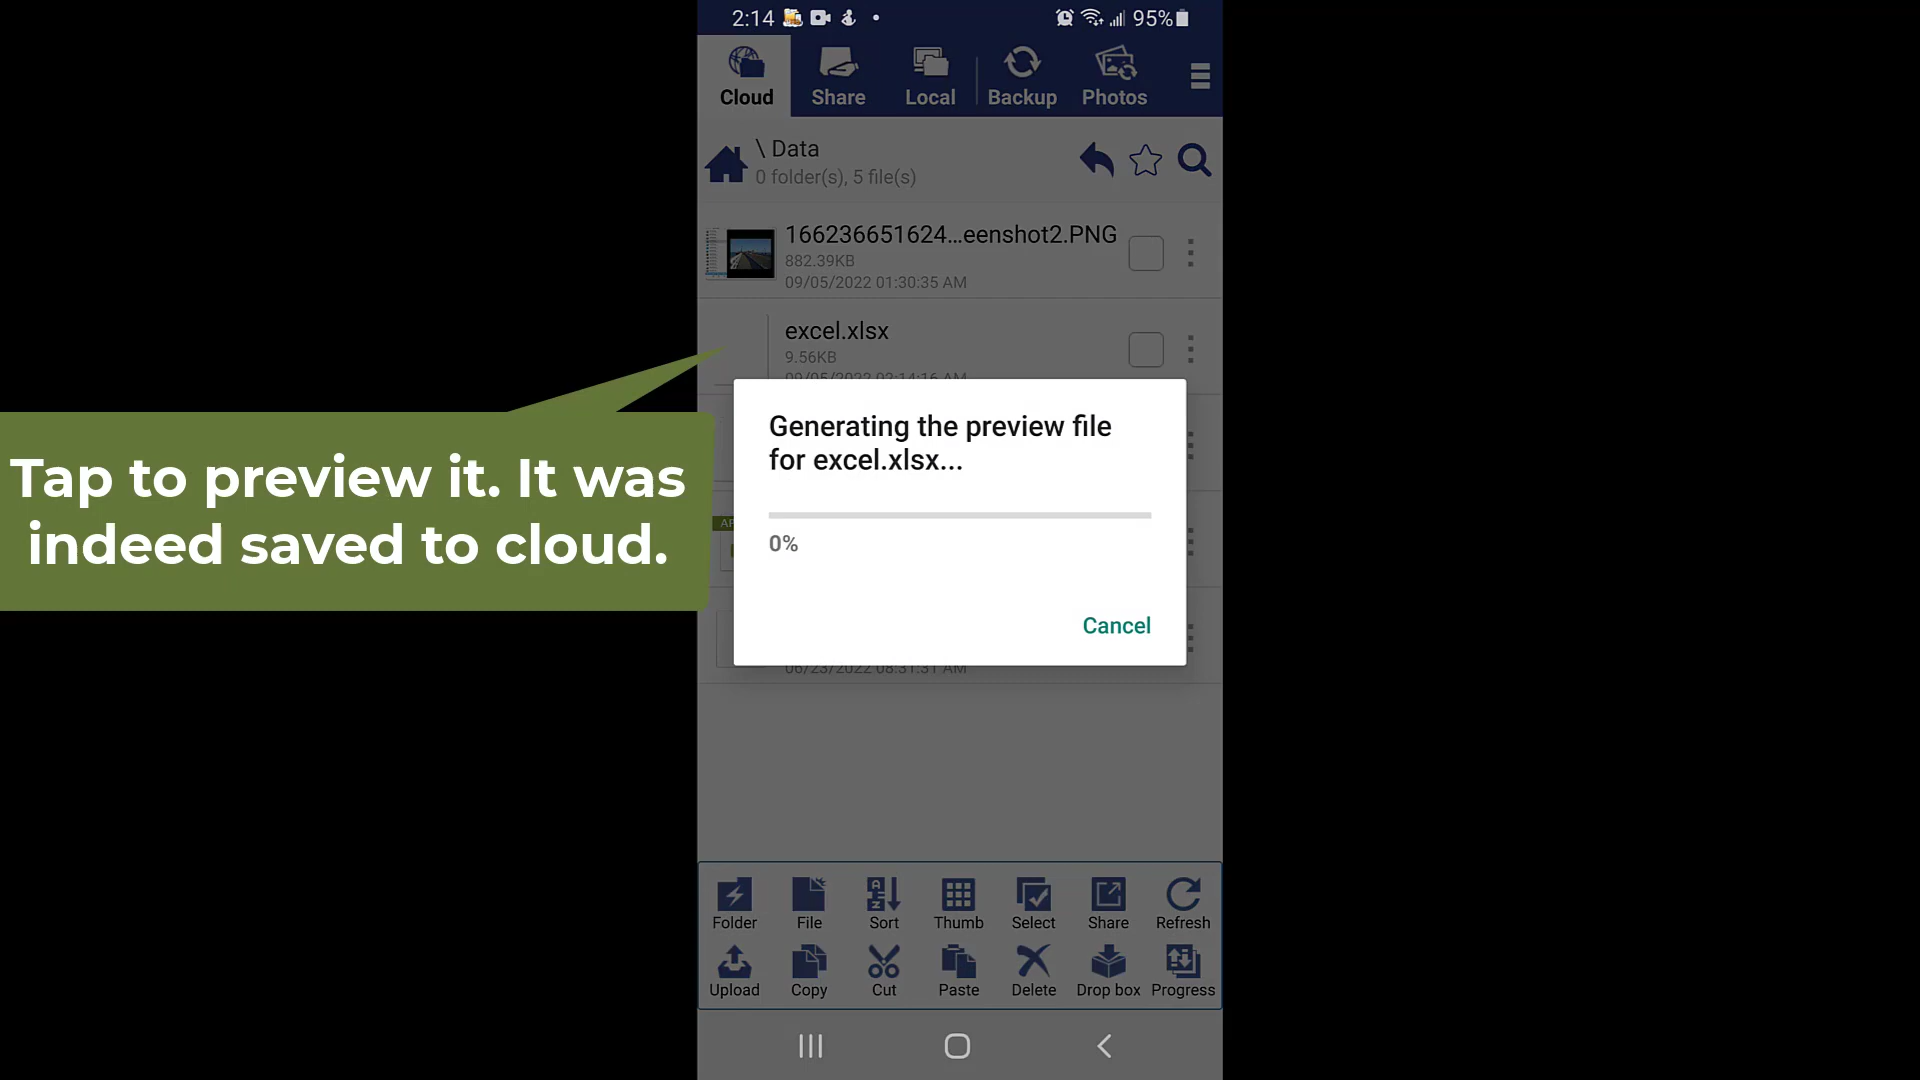 2:14
95%
Cloud
Share
Local
Backup
Photos
\ Data
0 folder(s), 5 file(s)
166236651624...eenshot2.PNG
882.39KB
09/05/2022 01:30:35 AM
excel.xlsx
9.56KB
09/05/2022 02:14:16 AM
Tap to preview it. It was
indeed saved to cloud.
Generating the preview file
for excel.xlsx...
0%
Cancel
06/23/2022 08:31:31 AM
Folder
File
Sort
Thumb
Select
Share
Refresh
Upload
Copy
Cut
Paste
Delete
Drop box
Progress